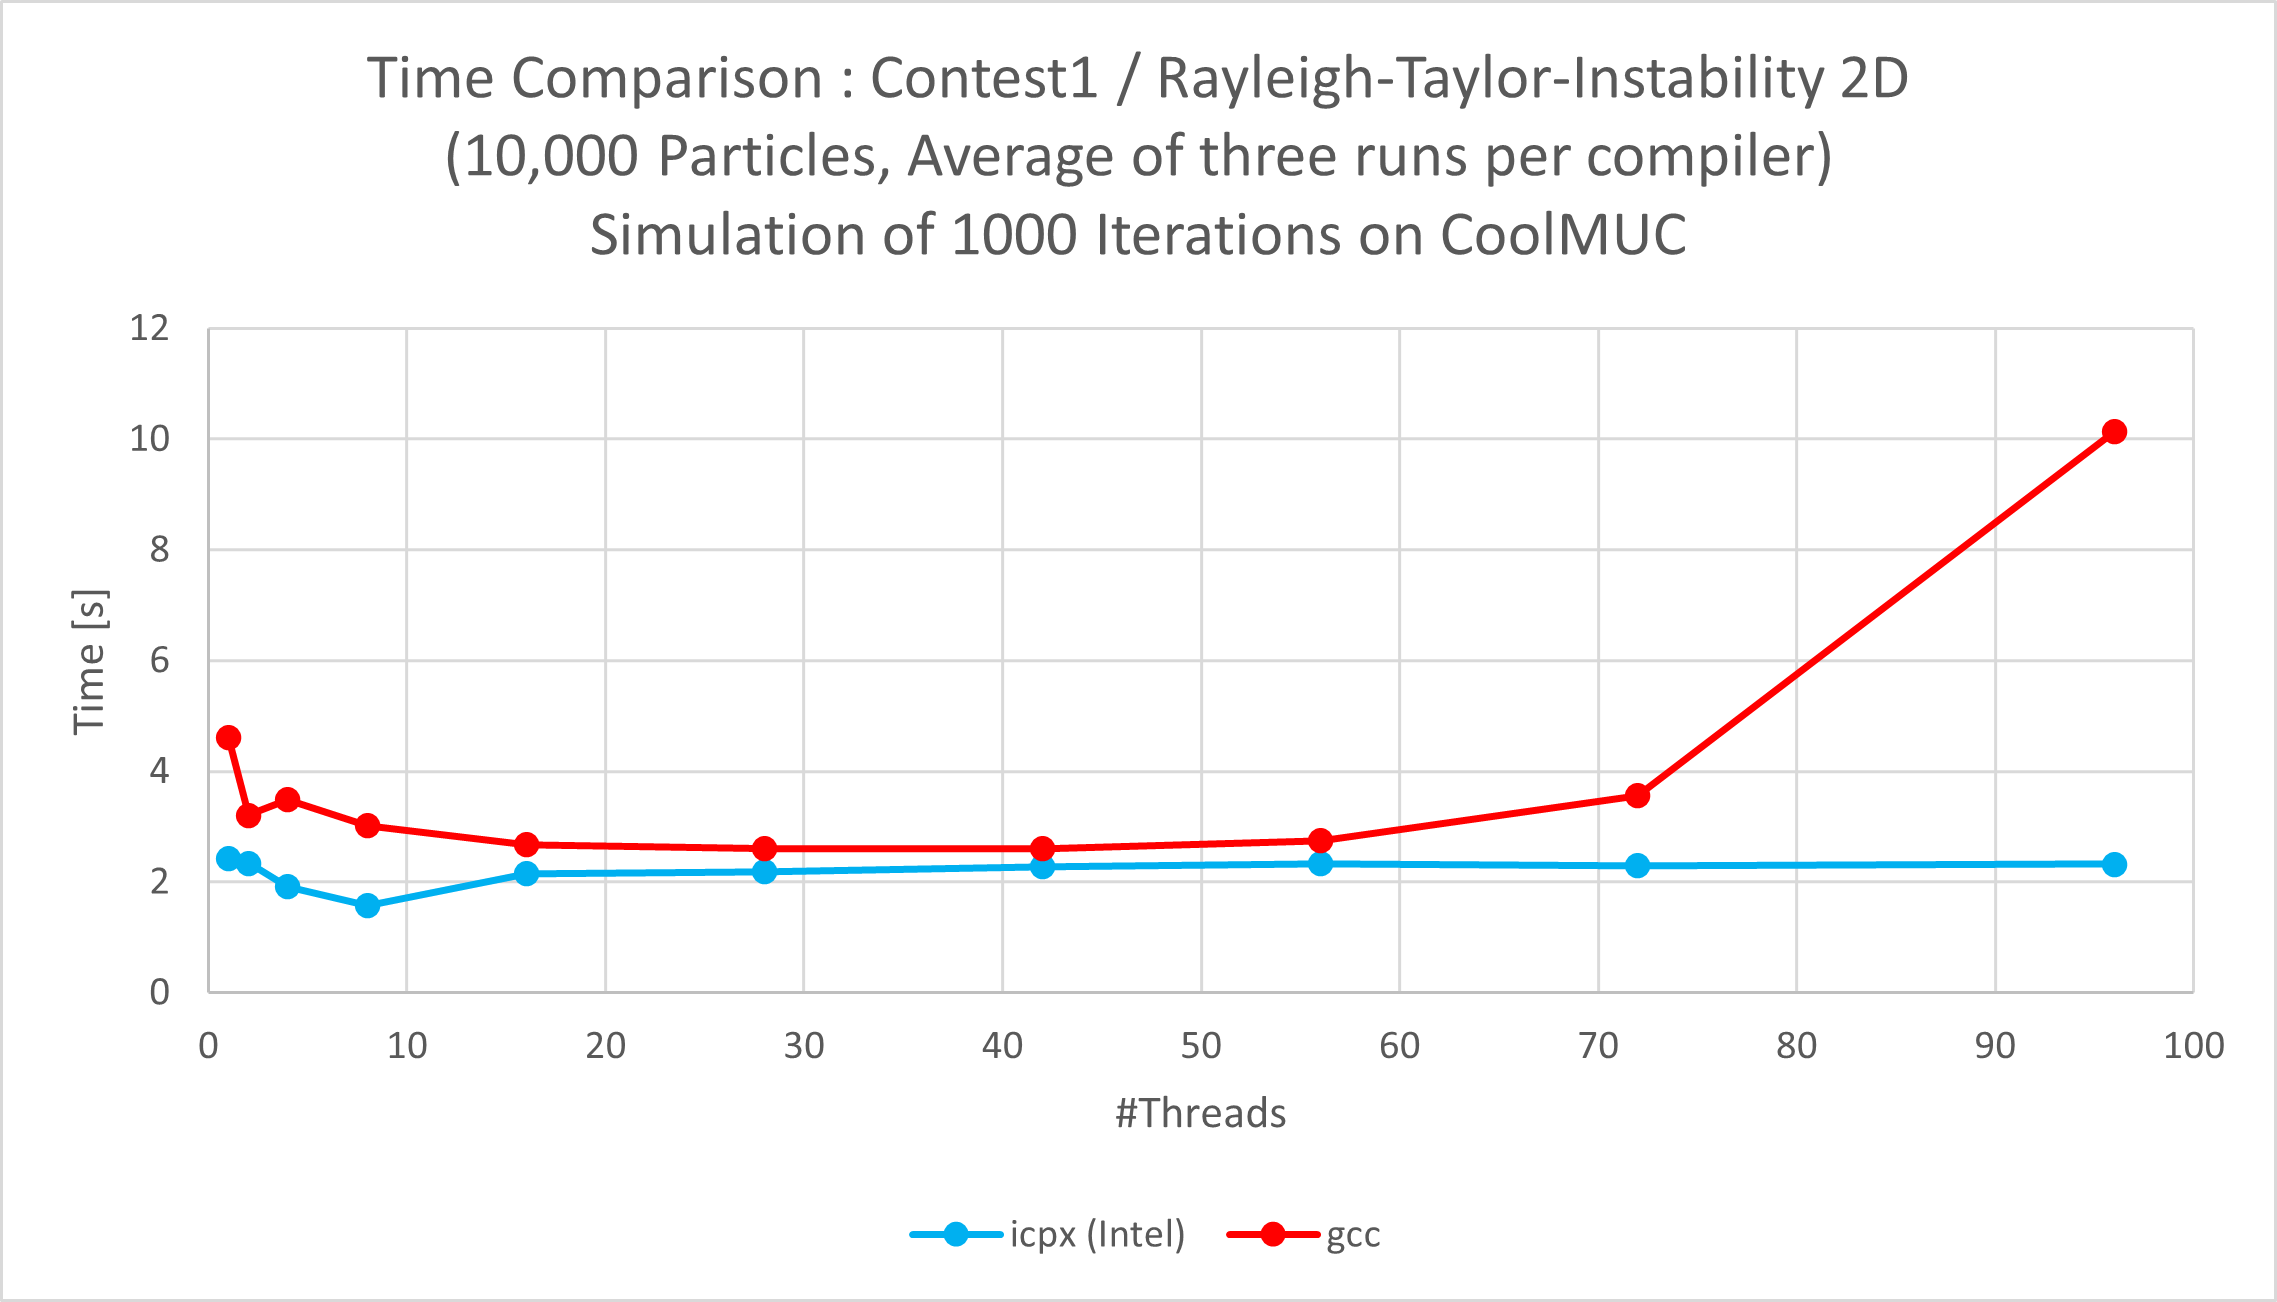 Time Comparison : Contest1 / Rayleigh-Taylor-Instability 2D
(10,000 Particles, Average of three runs per compiler)
Simulation of 1000 Iterations on CoolMUC
12
10
8
6
4
2
0
Time [s]
0 10 20 30 40 50 60 70 80 90 100
#Threads
icpx (Intel) gcc